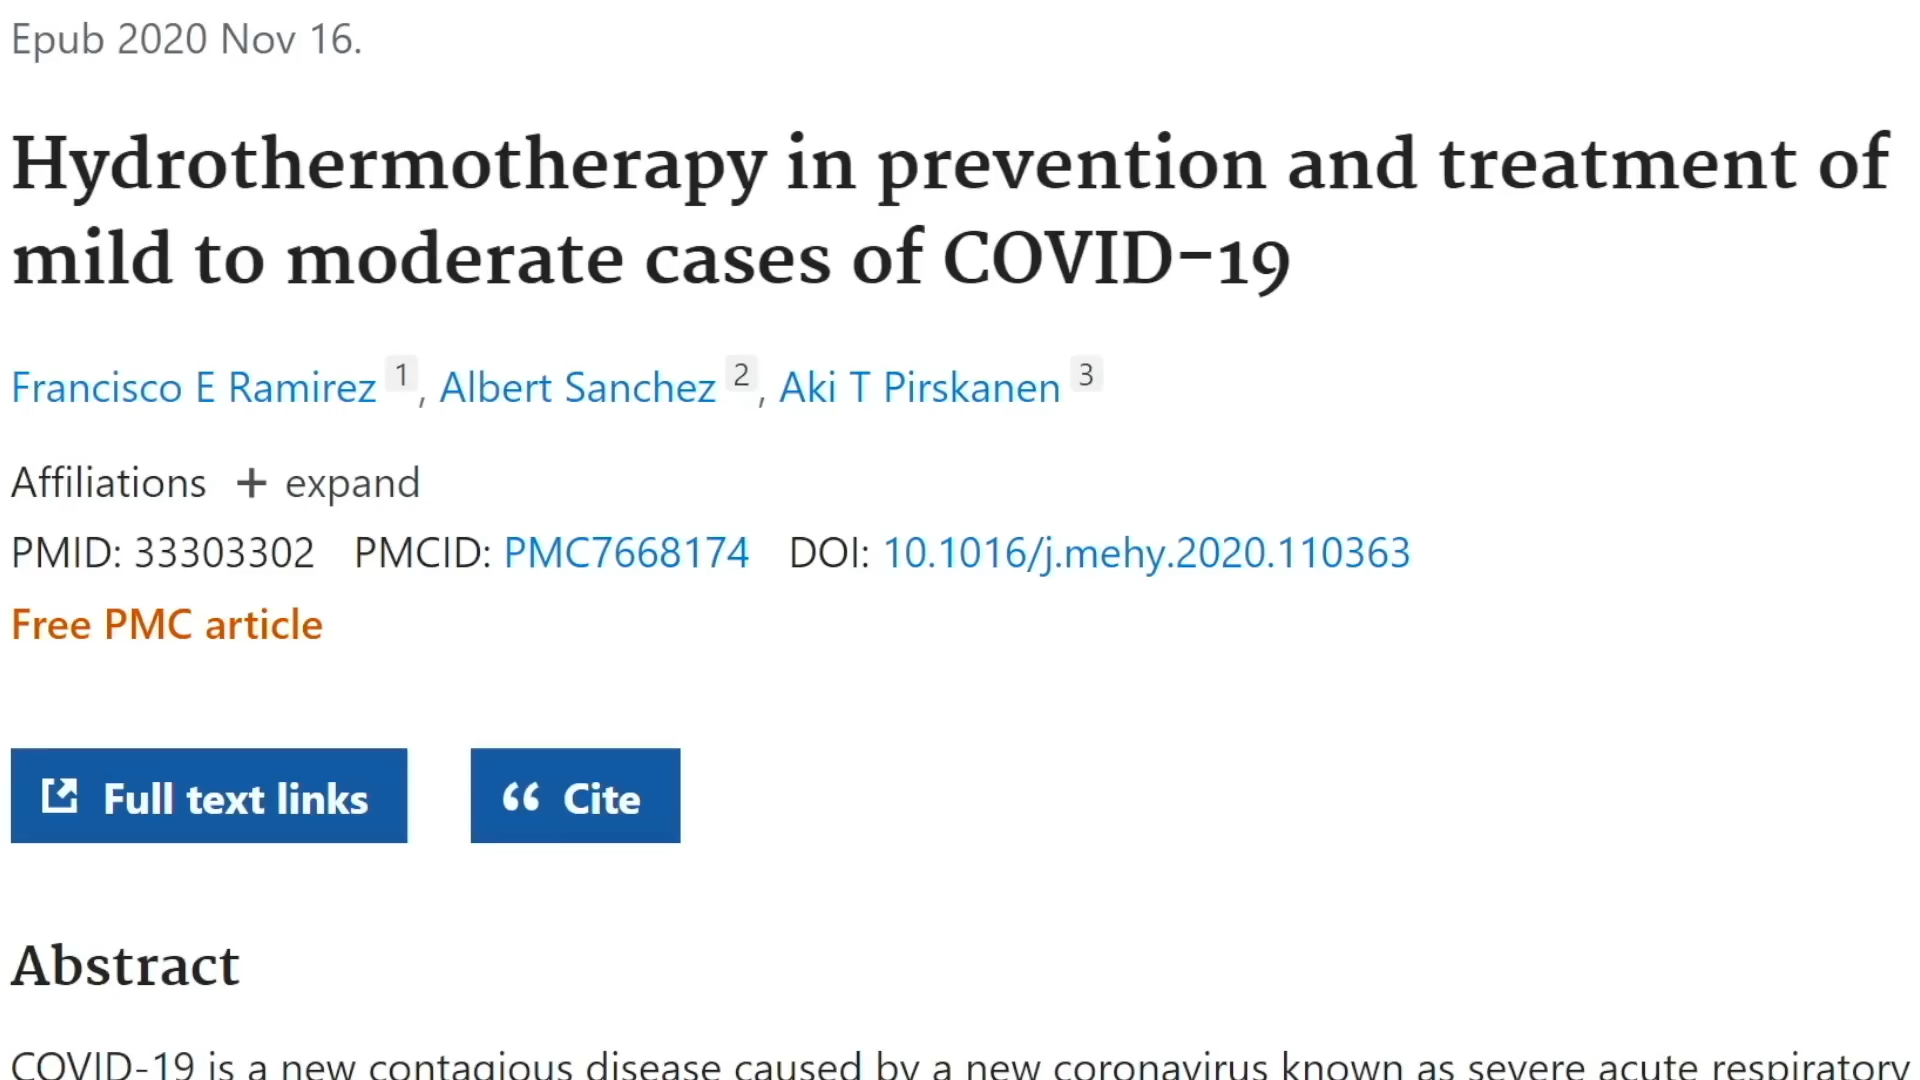 Epub 2020 Nov 16.
Hydrothermotherapy in prevention and treatment of
mild to moderate cases of COVID-19
Francisco E Ramirez 1, Albert Sanchez 2, Aki T Pirskanen 3
Affiliations + expand
PMID: 33303302 PMCID: PMC7668174 DOI: 10.1016/j.mehy.2020.110363
Free PMC article
Full text links
“ Cite
Abstract
COVID-19 is a new contagious disease caused by a new coronavirus known as severe acute respiratory